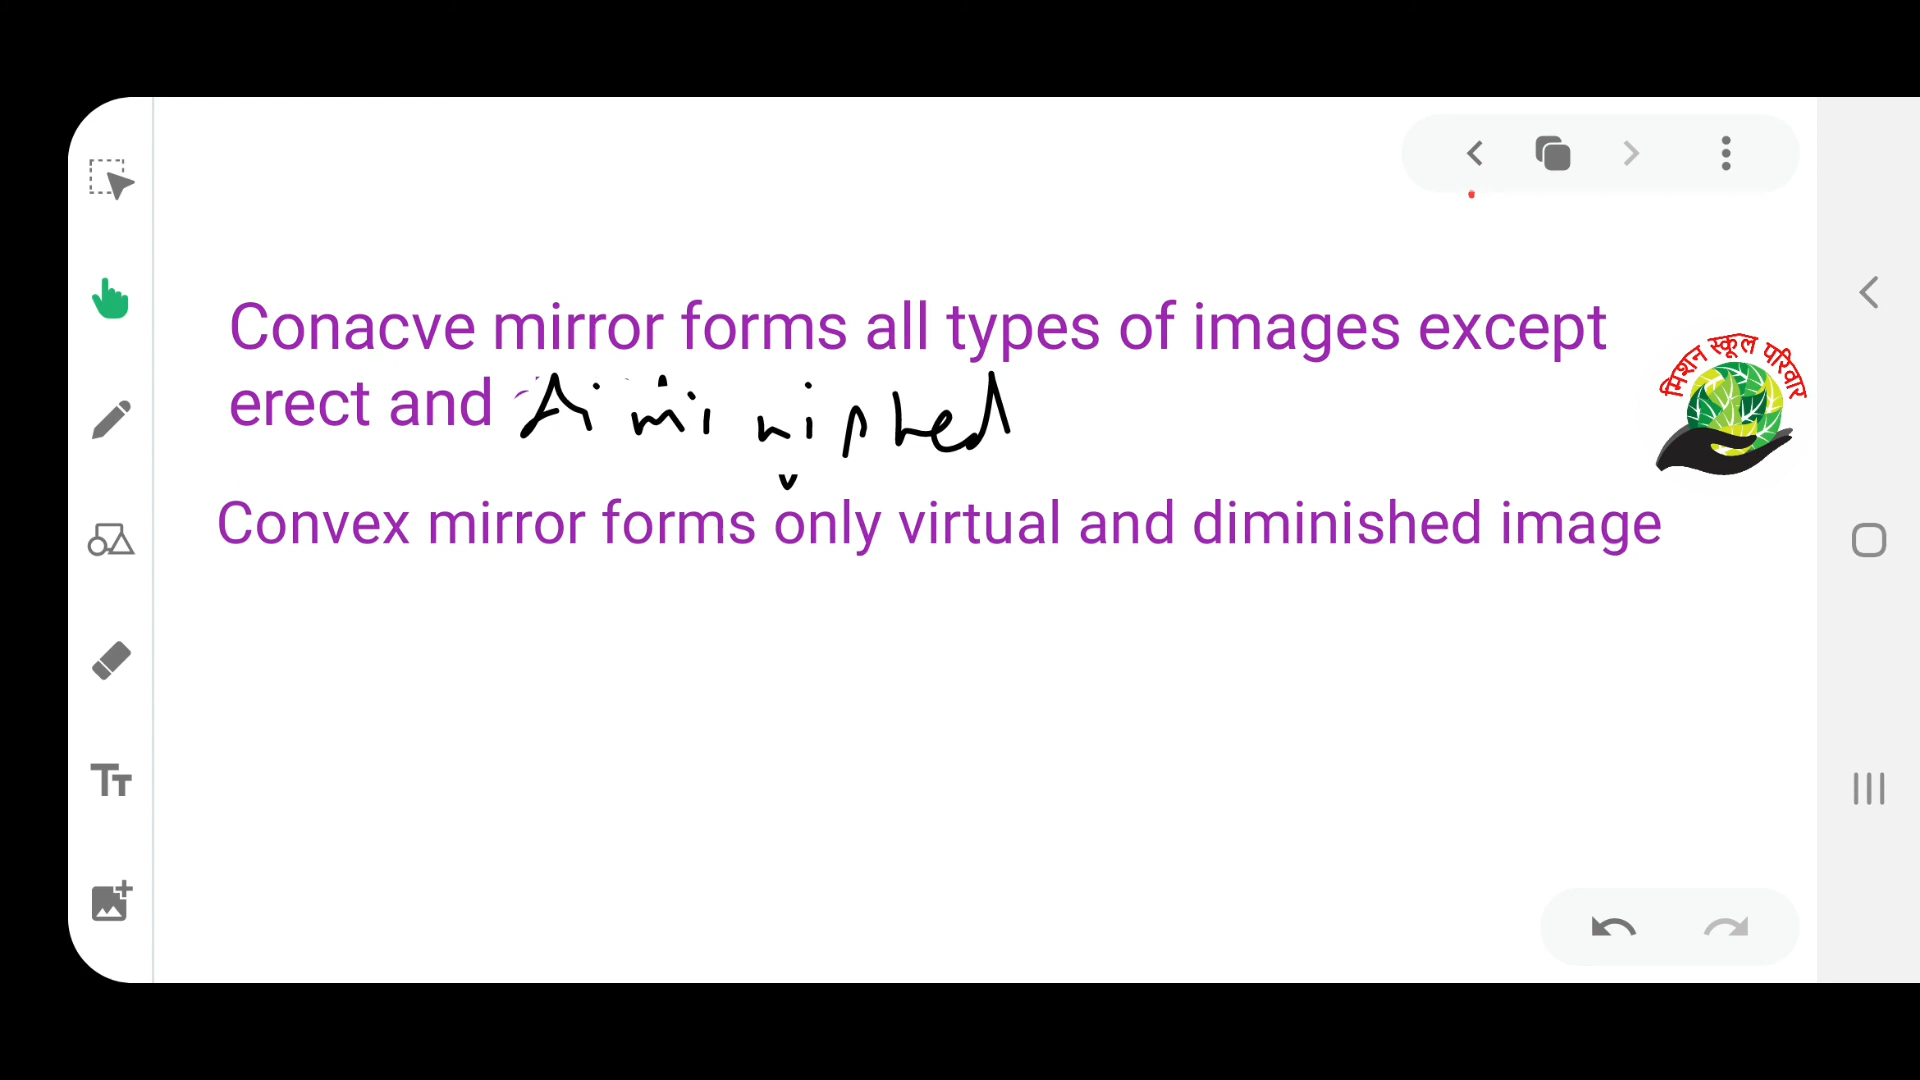 Conacve mirror forms all types of images except
erect and diminished
Convex mirror forms only virtual and diminished image
मिशन स्कूल परिवार